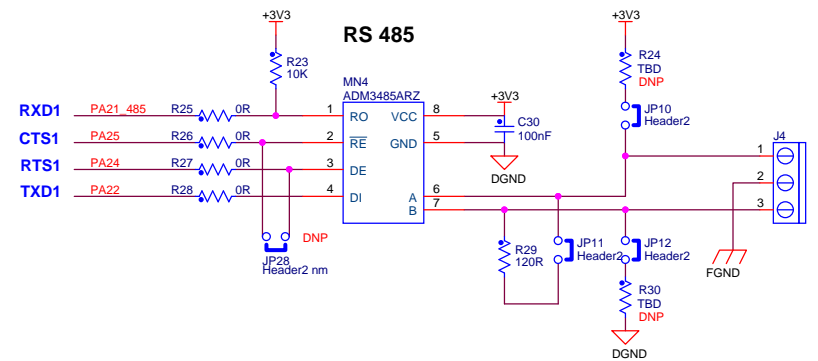 RS 485
+3V3
R23
10K
MN4
ADM3485ARZ
RXD1 PA21_485 R25 0R 1 RO VCC 8
CTS1 PA25 R26 0R 2 RE GND 5
RTS1 PA24 R27 0R 3 DE
TXD1 PA22 R28 0R 4 DI A 6
B 7
+3V3
C30
100nF
DGND
DNP
JP28
Header2 nm
+3V3
R24
TBD
DNP
JP10
Header2
J4
1
2
3
R29
120R
JP11
Header2
JP12
Header2
FGND
R30
TBD
DNP
DGND